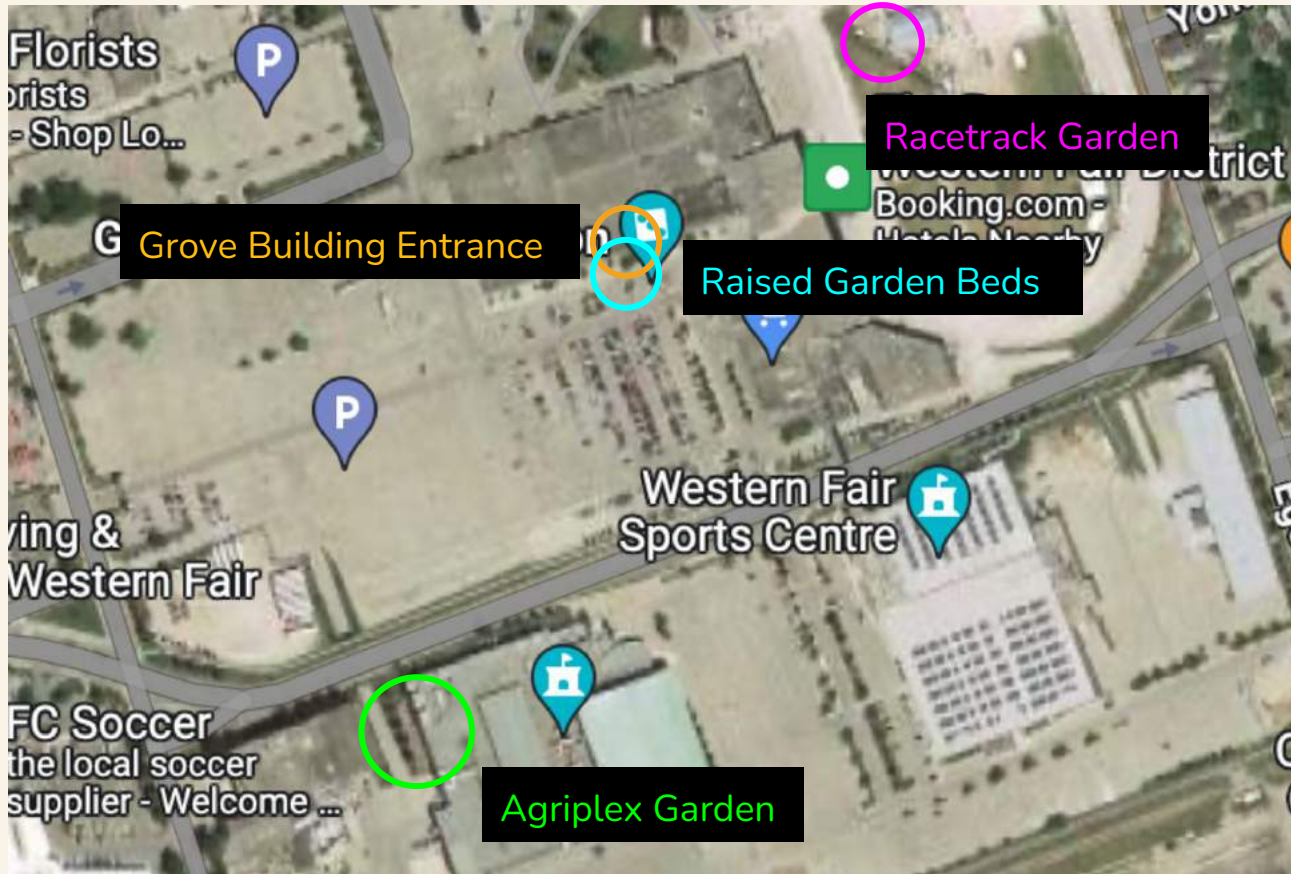 Florists
orists
- Shop Lo...
P
Racetrack Garden
Western Fair District
Booking.com -
Hotels Nearby
Grove Building Entrance
Raised Garden Beds
P
Western Fair
Sports Centre
ving &
Western Fair
FC Soccer
the local soccer
supplier - Welcome ...
Agriplex Garden